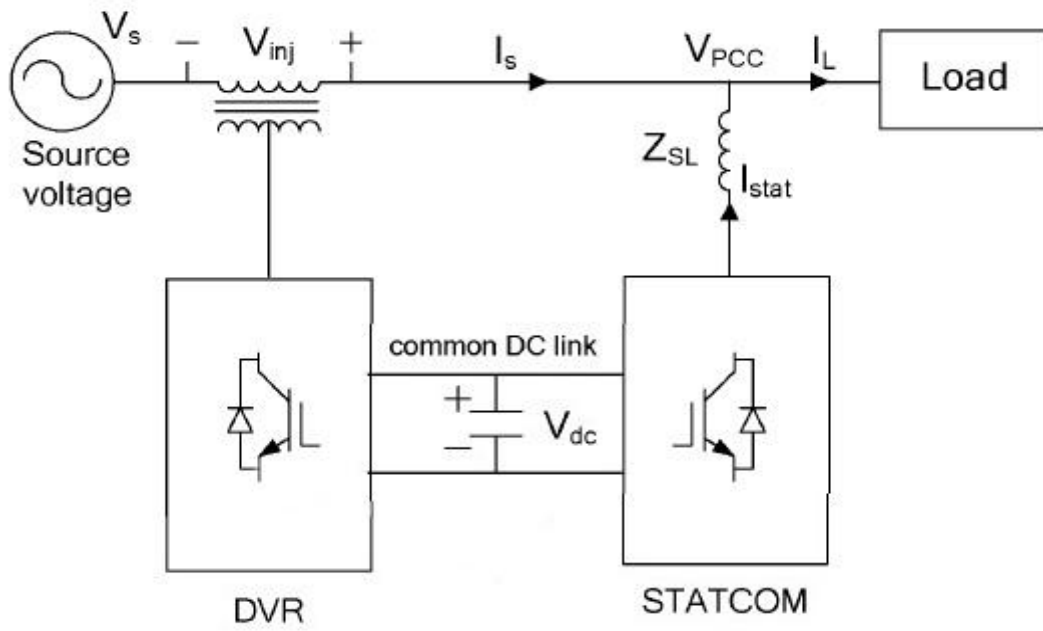 Vs
−
Vinj
+
Is
VPCC
IL
Load
Source
voltage
ZSL
Istat
common DC link
+
−
Vdc
DVR
STATCOM